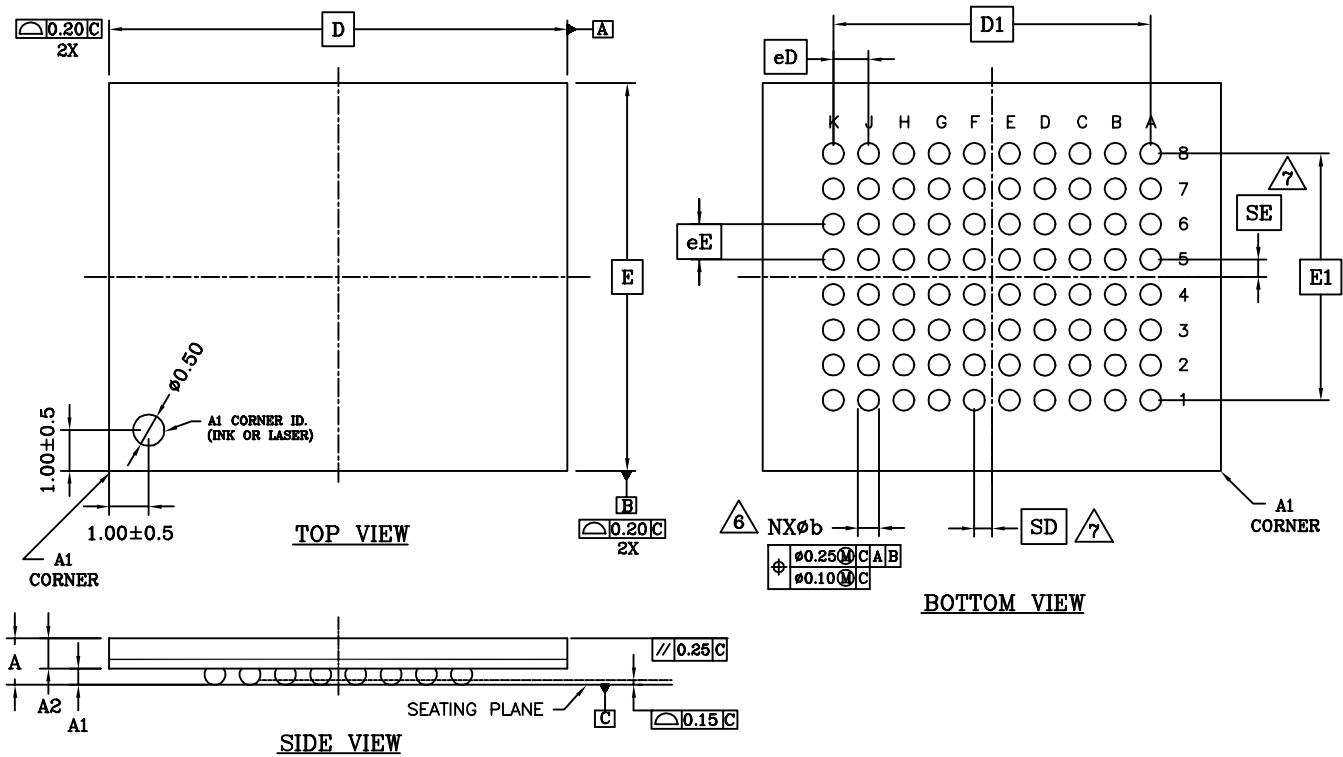 ⌓ 0.20 C
2X
D
A
E
ø0.50
A1 CORNER ID.
(INK OR LASER)
1.00±0.5
1.00±0.5
A1
CORNER
TOP VIEW
B
⌓ 0.20 C
2X
D1
eD
K J H G F E D C B A
8
7
6
5
4
3
2
1
eE
7
SE
E1
6
NXøb
⌖ ø0.25Ⓜ C A B
ø0.10Ⓜ C
SD
7
A1
CORNER
BOTTOM VIEW
A
A2
A1
// 0.25 C
SEATING PLANE
C
⌓ 0.15 C
SIDE VIEW